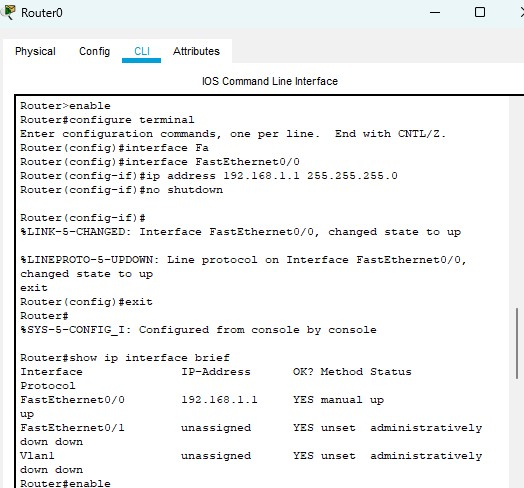 Router0
Physical Config CLI Attributes
IOS Command Line Interface
Router>enable
Router#configure terminal
Enter configuration commands, one per line.  End with CNTL/Z.
Router(config)#interface Fa
Router(config)#interface FastEthernet0/0
Router(config-if)#ip address 192.168.1.1 255.255.255.0
Router(config-if)#no shutdown
Router(config-if)#
%LINK-5-CHANGED: Interface FastEthernet0/0, changed state to up
%LINEPROTO-5-UPDOWN: Line protocol on Interface FastEthernet0/0,
changed state to up
exit
Router(config)#exit
Router#
%SYS-5-CONFIG_I: Configured from console by console
Router#show ip interface brief
Interface              IP-Address      OK? Method Status
Protocol
FastEthernet0/0        192.168.1.1     YES manual up
up
FastEthernet0/1        unassigned      YES unset  administratively
down down
Vlan1                  unassigned      YES unset  administratively
down down
Router#enable